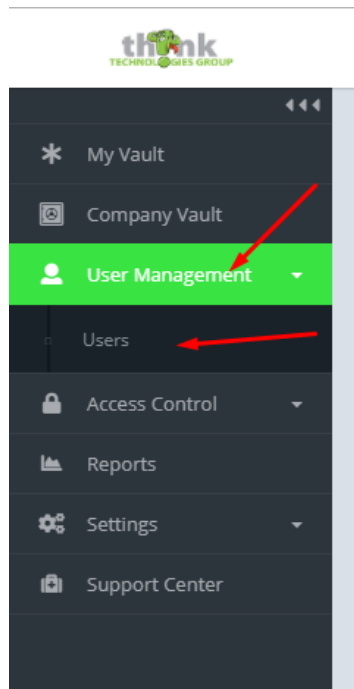 think
TECHNOLOGIES GROUP
My Vault
Company Vault
User Management
Users
Access Control
Reports
Settings
Support Center